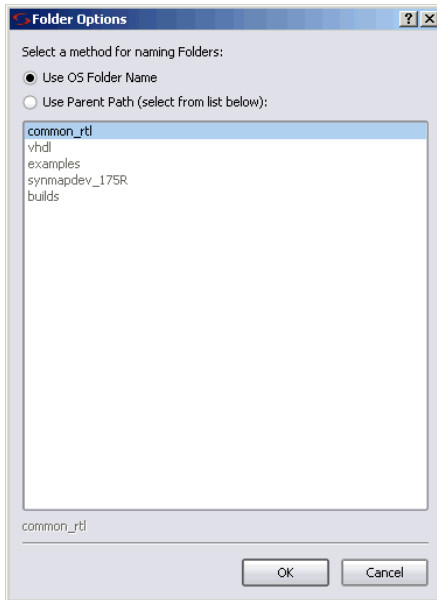 Folder Options
Select a method for naming Folders:
Use OS Folder Name
Use Parent Path (select from list below):
common_rtl
vhdl
examples
synmapdev_175R
builds
common_rtl
OK Cancel